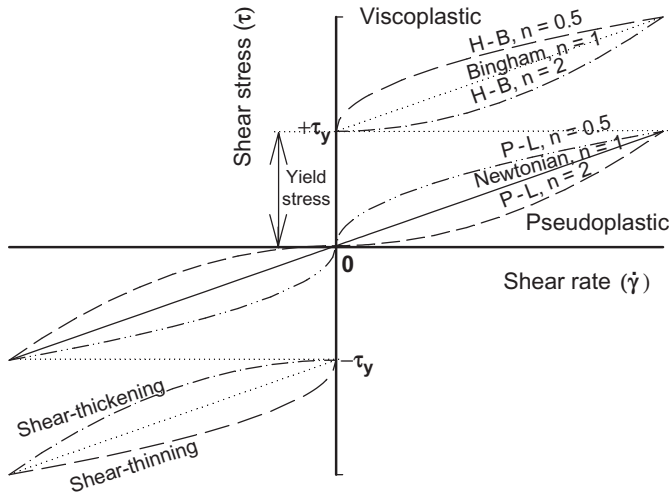 Viscoplastic
Shear stress (τ)
H - B, n = 0.5
Bingham, n = 1
H - B, n = 2
+τy
P - L, n = 0.5
Newtonian, n = 1
P - L, n = 2
Yield
stress
Pseudoplastic
0
Shear rate (γ̇)
−τy
Shear-thickening
Shear-thinning